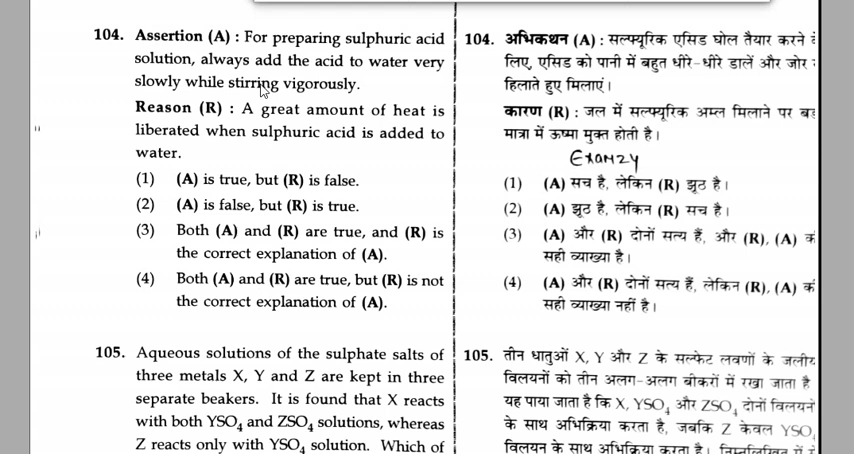 104. Assertion (A) : For preparing sulphuric acid
solution, always add the acid to water very
slowly while stirring vigorously.
Reason (R) : A great amount of heat is
liberated when sulphuric acid is added to
water.
(1) (A) is true, but (R) is false.
(2) (A) is false, but (R) is true.
(3) Both (A) and (R) are true, and (R) is
the correct explanation of (A).
(4) Both (A) and (R) are true, but (R) is not
the correct explanation of (A).
105. Aqueous solutions of the sulphate salts of
three metals X, Y and Z are kept in three
separate beakers. It is found that X reacts
with both YSO₄ and ZSO₄ solutions, whereas
Z reacts only with YSO₄ solution. Which of
104. अभिकथन (A) : सल्फ्यूरिक एसिड घोल तैयार करने
लिए, एसिड को पानी में बहुत धीरे-धीरे डालें और जोर
हिलाते हुए मिलाएं।
कारण (R) : जल में सल्फ्यूरिक अम्ल मिलाने पर
मात्रा में ऊष्मा मुक्त होती है।
EXAMZY
(1) (A) सच है, लेकिन (R) झूठ है।
(2) (A) झूठ है, लेकिन (R) सच है।
(3) (A) और (R) दोनों सत्य हैं, और (R), (A)
सही व्याख्या है।
(4) (A) और (R) दोनों सत्य हैं, लेकिन (R), (A)
सही व्याख्या नहीं है।
105. तीन धातुओं X, Y और Z के सल्फेट लवणों के जलीय
विलयनों को तीन अलग-अलग बीकरों में रखा जाता है
यह पाया जाता है कि X, YSO₄ और ZSO₄ दोनों विलयनों
के साथ अभिक्रिया करता है, जबकि Z केवल YSO₄
विलयन के साथ अभिक्रिया करता है। निम्नलिखित में